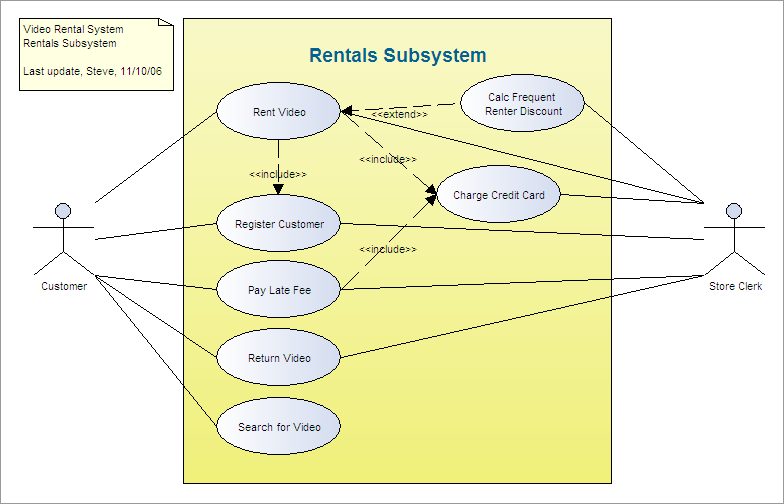 Video Rental System
Rentals Subsystem
Last update, Steve, 11/10/06
Rentals Subsystem
Rent Video
<<extend>>
Calc Frequent
Renter Discount
<<include>>
<<include>>
Charge Credit Card
Register Customer
<<include>>
Customer
Pay Late Fee
Store Clerk
Return Video
Search for Video